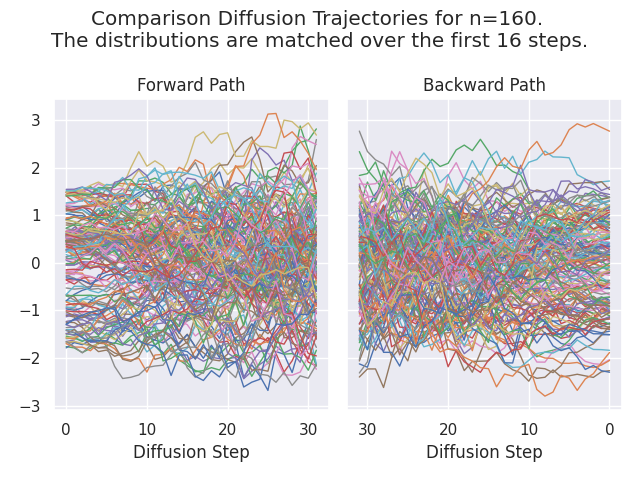 Comparison Diffusion Trajectories for n=160.
The distributions are matched over the first 16 steps.
Forward Path
Backward Path
3
2
1
0
−1
−2
−3
0 10 20 30
30 20 10 0
Diffusion Step
Diffusion Step